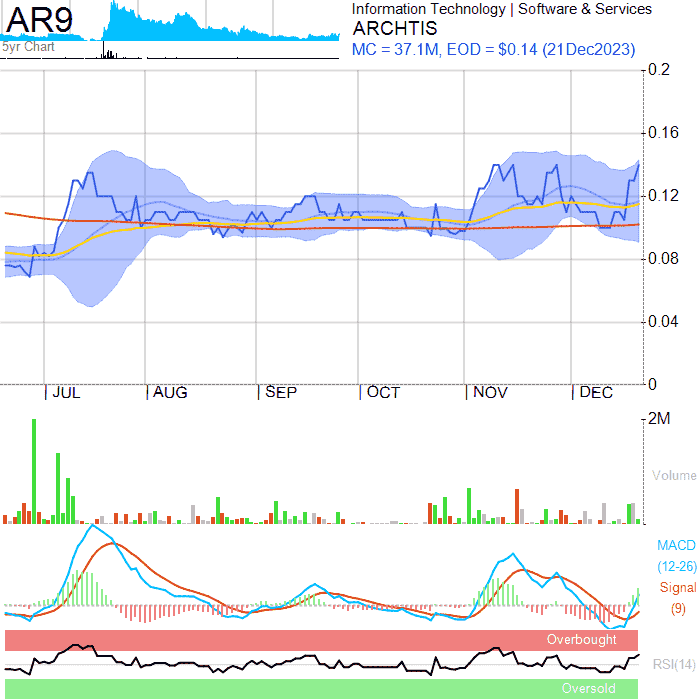 AR9
5yr Chart
Information Technology | Software & Services
ARCHTIS
MC = 37.1M, EOD = $0.14 (21Dec2023)
0.2
0.16
0.12
0.08
0.04
0
JUL AUG SEP OCT NOV DEC
2M
Volume
MACD
(12-26)
Signal
(9)
Overbought
RSI(14)
Oversold